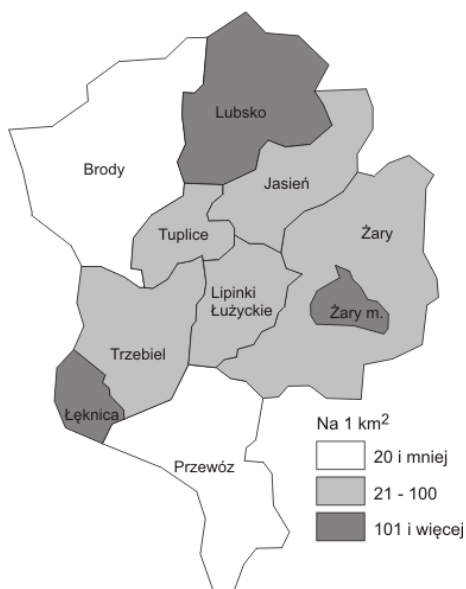 Lubsko
Brody
Jasień
Tuplice
Żary
Lipinki
Łużyckie
Żary m.
Trzebiel
Łęknica
Na 1 km²
Przewóz
20 i mniej
21 - 100
101 i więcej